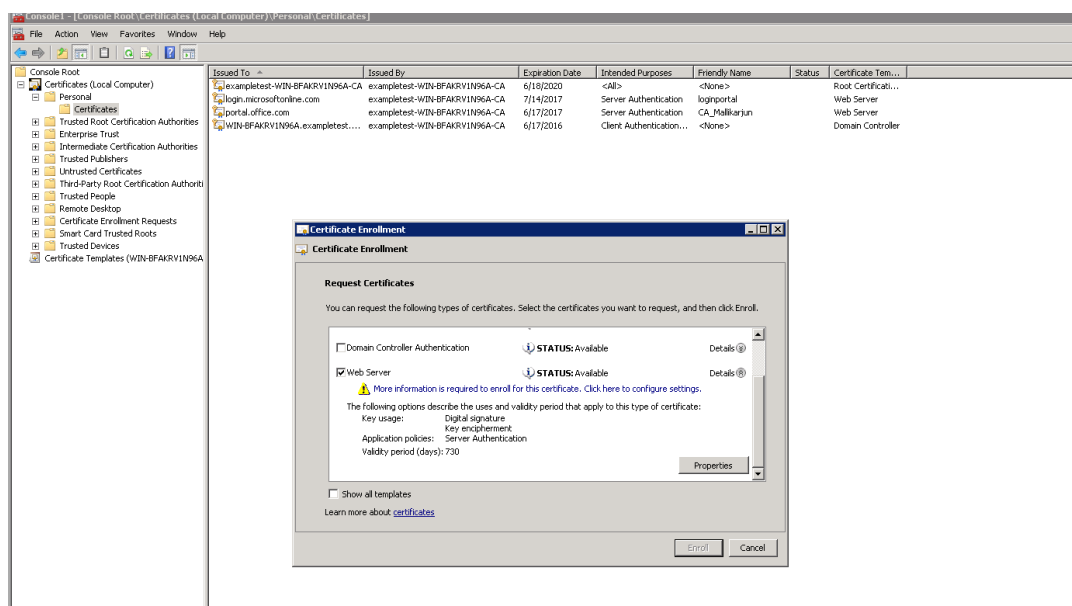 Console1 - [Console Root\Certificates (Local Computer)\Personal\Certificates]
File Action View Favorites Window Help
Console Root
Certificates (Local Computer)
Personal
Certificates
Trusted Root Certification Authorities
Enterprise Trust
Intermediate Certification Authorities
Trusted Publishers
Untrusted Certificates
Third-Party Root Certification Authoriti
Trusted People
Remote Desktop
Certificate Enrollment Requests
Smart Card Trusted Roots
Trusted Devices
Certificate Templates (WIN-BFAKRV1N96A
Issued To Issued By Expiration Date Intended Purposes Friendly Name Status Certificate Tem...
exampletest-WIN-BFAKRV1N96A-CA exampletest-WIN-BFAKRV1N96A-CA 6/18/2020 <All> <None> Root Certificati...
login.microsoftonline.com exampletest-WIN-BFAKRV1N96A-CA 7/14/2017 Server Authentication loginportal Web Server
portal.office.com exampletest-WIN-BFAKRV1N96A-CA 6/17/2017 Server Authentication CA_Mallikarjun Web Server
WIN-BFAKRV1N96A.exampletest.... exampletest-WIN-BFAKRV1N96A-CA 6/17/2016 Client Authentication... <None> Domain Controller
Certificate Enrollment
Certificate Enrollment
Request Certificates
You can request the following types of certificates. Select the certificates you want to request, and then click Enroll.
Domain Controller Authentication STATUS: Available Details
Web Server STATUS: Available Details
More information is required to enroll for this certificate. Click here to configure settings.
The following options describe the uses and validity period that apply to this type of certificate:
Key usage: Digital signature
Key encipherment
Application policies: Server Authentication
Validity period (days): 730
Properties
Show all templates
Learn more about certificates
Enroll Cancel